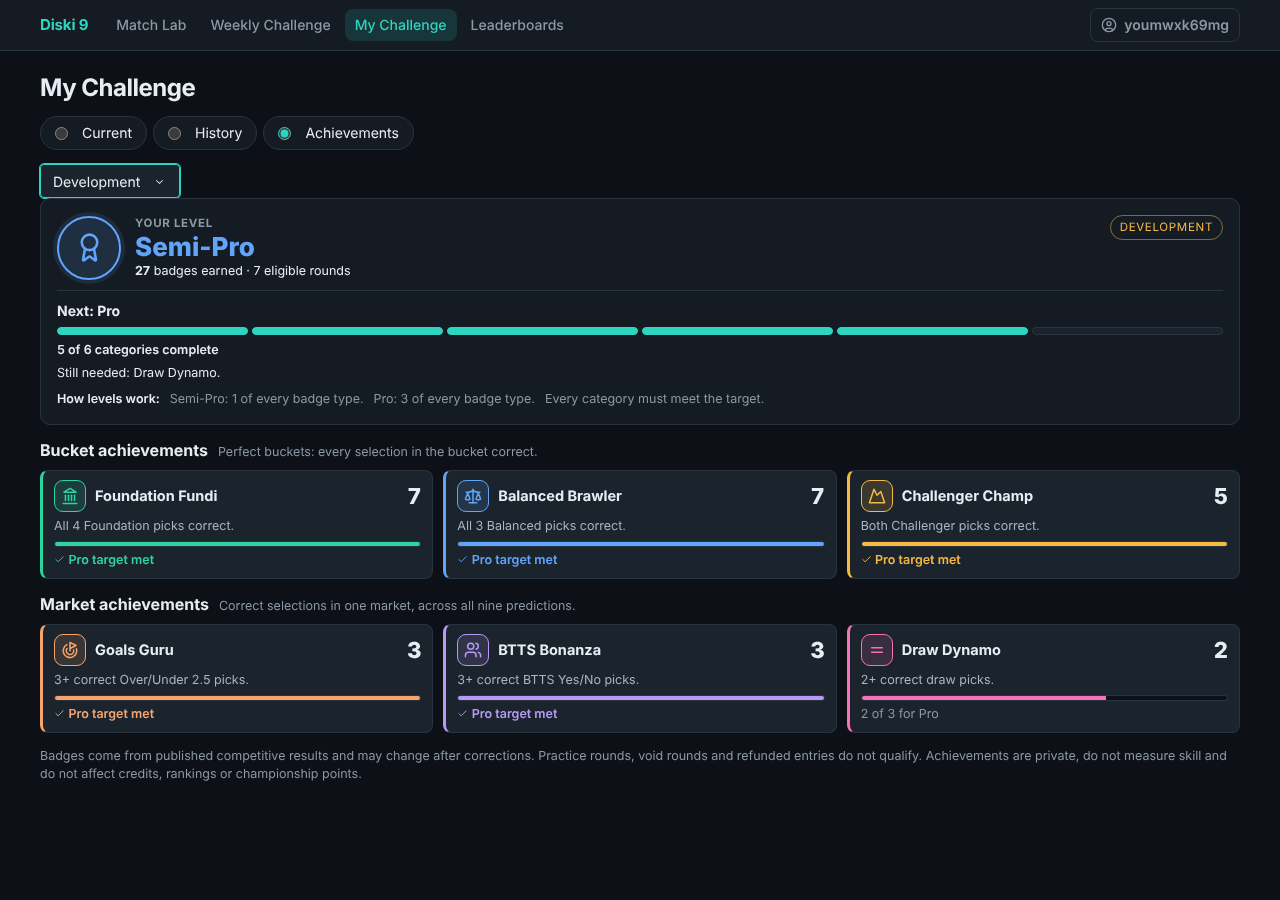 Diski 9 Match Lab Weekly Challenge My Challenge Leaderboards youmwxk69mg
My Challenge
Current History Achievements
Development
YOUR LEVEL
Semi-Pro
27 badges earned · 7 eligible rounds
DEVELOPMENT
Next: Pro
5 of 6 categories complete
Still needed: Draw Dynamo.
How levels work: Semi-Pro: 1 of every badge type. Pro: 3 of every badge type. Every category must meet the target.
Bucket achievements Perfect buckets: every selection in the bucket correct.
Foundation Fundi 7
All 4 Foundation picks correct.
✓ Pro target met
Balanced Brawler 7
All 3 Balanced picks correct.
✓ Pro target met
Challenger Champ 5
Both Challenger picks correct.
✓ Pro target met
Market achievements Correct selections in one market, across all nine predictions.
Goals Guru 3
3+ correct Over/Under 2.5 picks.
✓ Pro target met
BTTS Bonanza 3
3+ correct BTTS Yes/No picks.
✓ Pro target met
Draw Dynamo 2
2+ correct draw picks.
2 of 3 for Pro
Badges come from published competitive results and may change after corrections. Practice rounds, void rounds and refunded entries do not qualify. Achievements are private, do not measure skill and
do not affect credits, rankings or championship points.